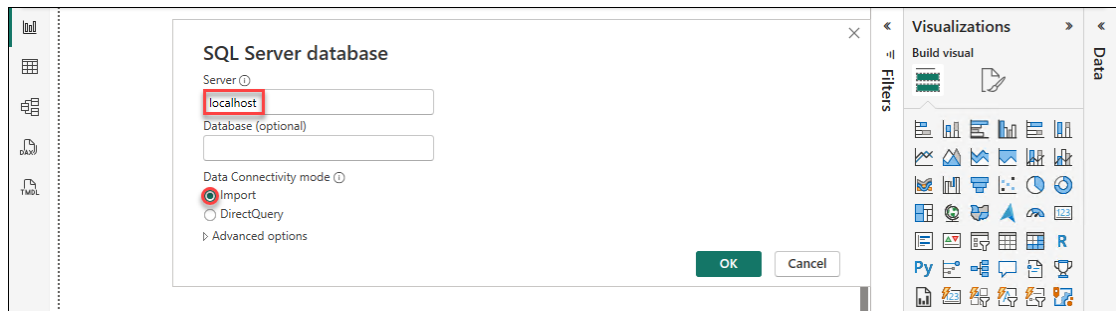 SQL Server database
Server
localhost
Database (optional)
Data Connectivity mode
Import
DirectQuery
Advanced options
OK
Cancel
Filters
Visualizations
Build visual
Data
DAX
TMDL
123
R
Py
123